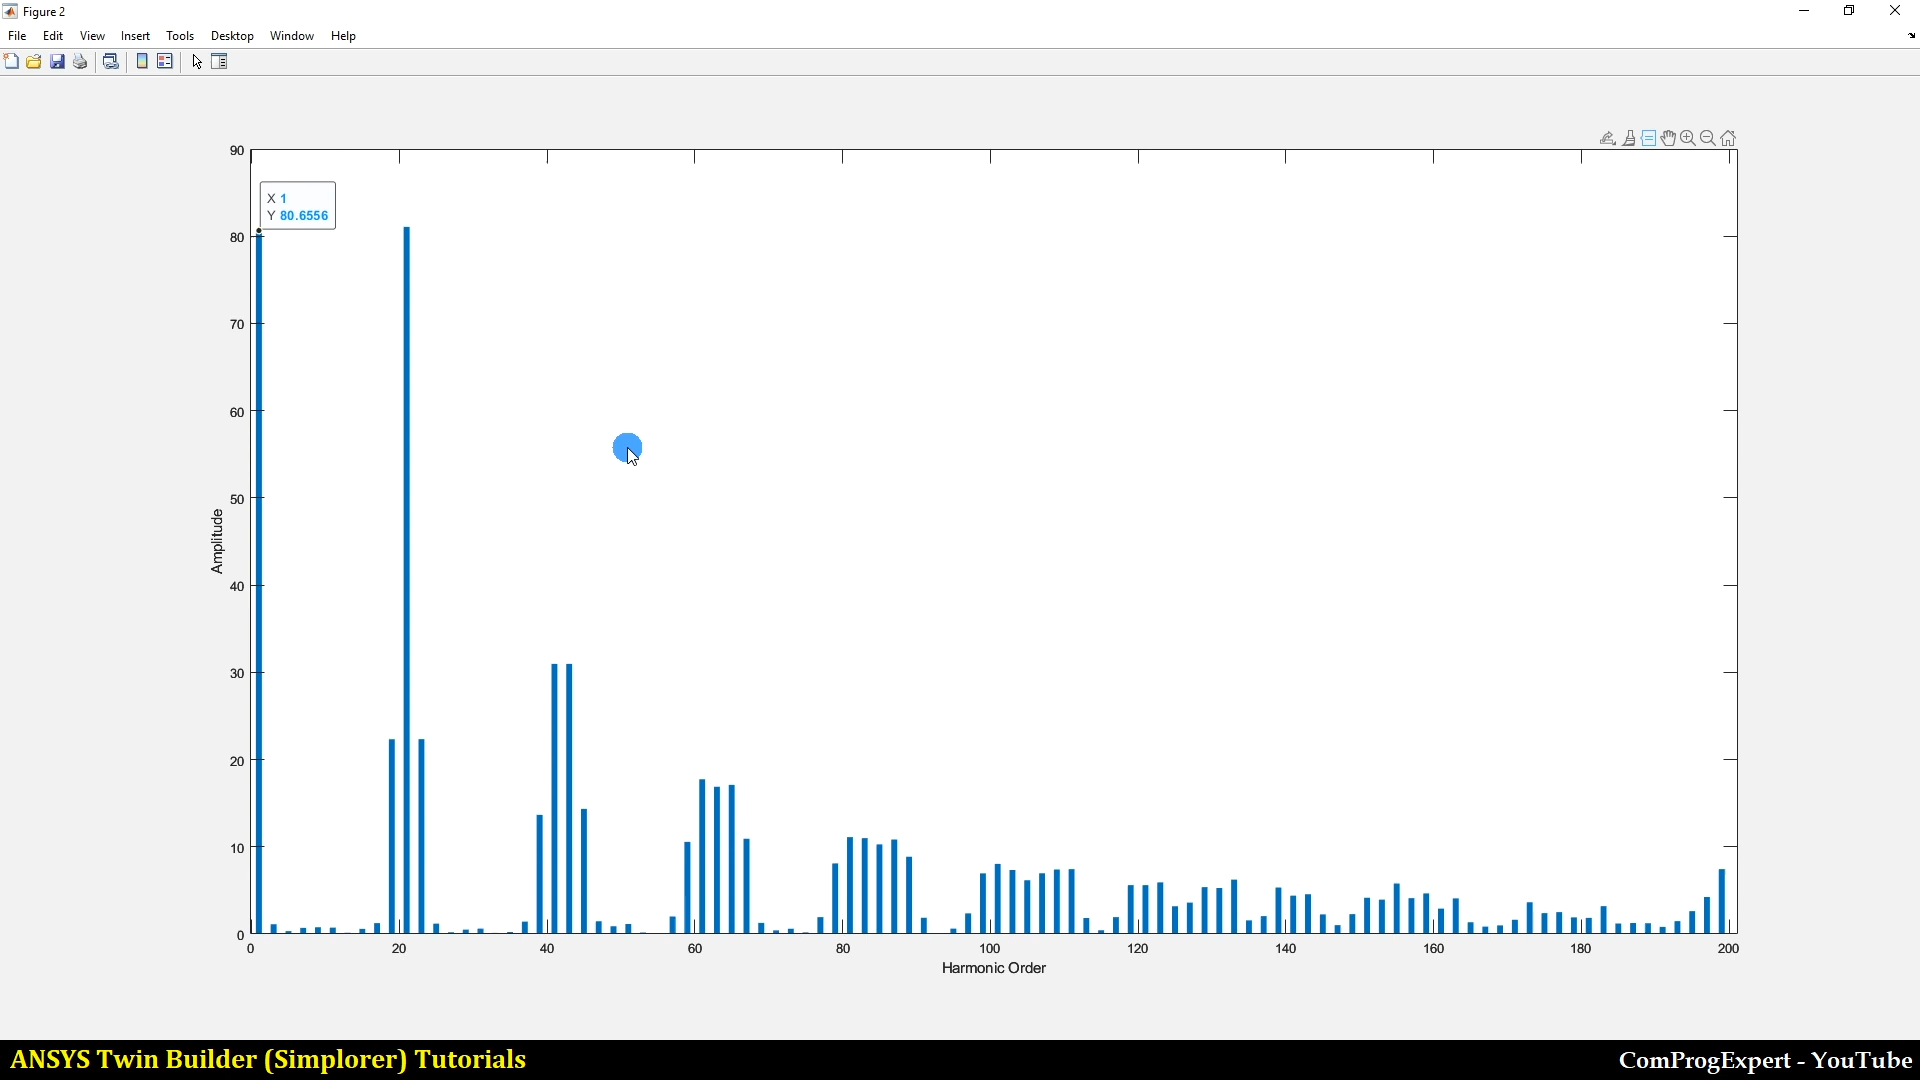 Figure 2
File Edit View Insert Tools Desktop Window Help
X 1
Y 80.6556
90
80
70
60
50
40
30
20
10
0
Amplitude
0 20 40 60 80 100 120 140 160 180 200
Harmonic Order
ANSYS Twin Builder (Simplorer) Tutorials
ComProgExpert - YouTube